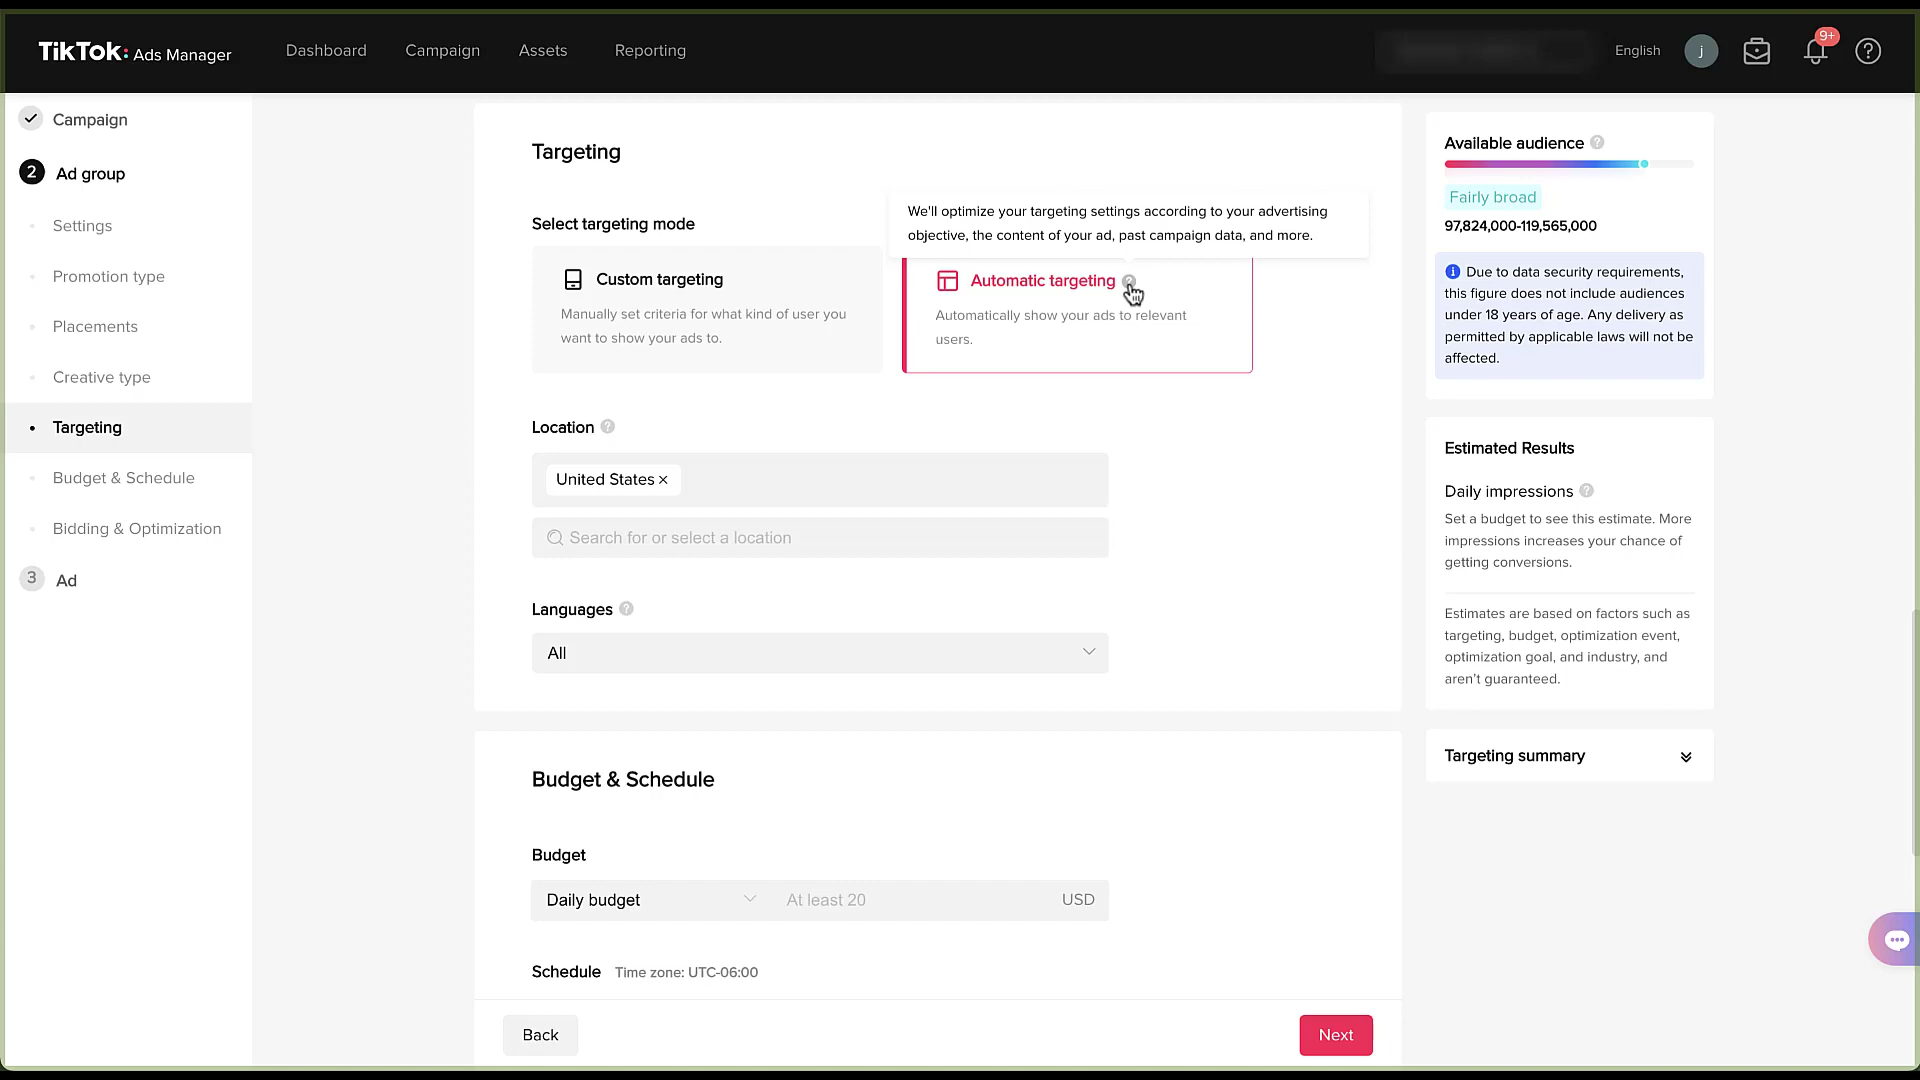 TikTok: Ads Manager
Dashboard
Campaign
Assets
Reporting
English
j
9+
?
Campaign
2 Ad group
Settings
Promotion type
Placements
Creative type
Targeting
Budget & Schedule
Bidding & Optimization
3 Ad
Targeting
Select targeting mode
We'll optimize your targeting settings according to your advertising
objective, the content of your ad, past campaign data, and more.
Custom targeting
Manually set criteria for what kind of user you
want to show your ads to.
Automatic targeting
Automatically show your ads to relevant
users.
Location ?
United States ×
Search for or select a location
Languages ?
All
Budget & Schedule
Budget
Daily budget
At least 20
USD
Schedule Time zone: UTC-06:00
Back
Next
Available audience ?
Fairly broad
97,824,000-119,565,000
Due to data security requirements,
this figure does not include audiences
under 18 years of age. Any delivery as
permitted by applicable laws will not be
affected.
Estimated Results
Daily impressions ?
Set a budget to see this estimate. More
impressions increases your chance of
getting conversions.
Estimates are based on factors such as
targeting, budget, optimization event,
optimization goal, and industry, and
aren't guaranteed.
Targeting summary